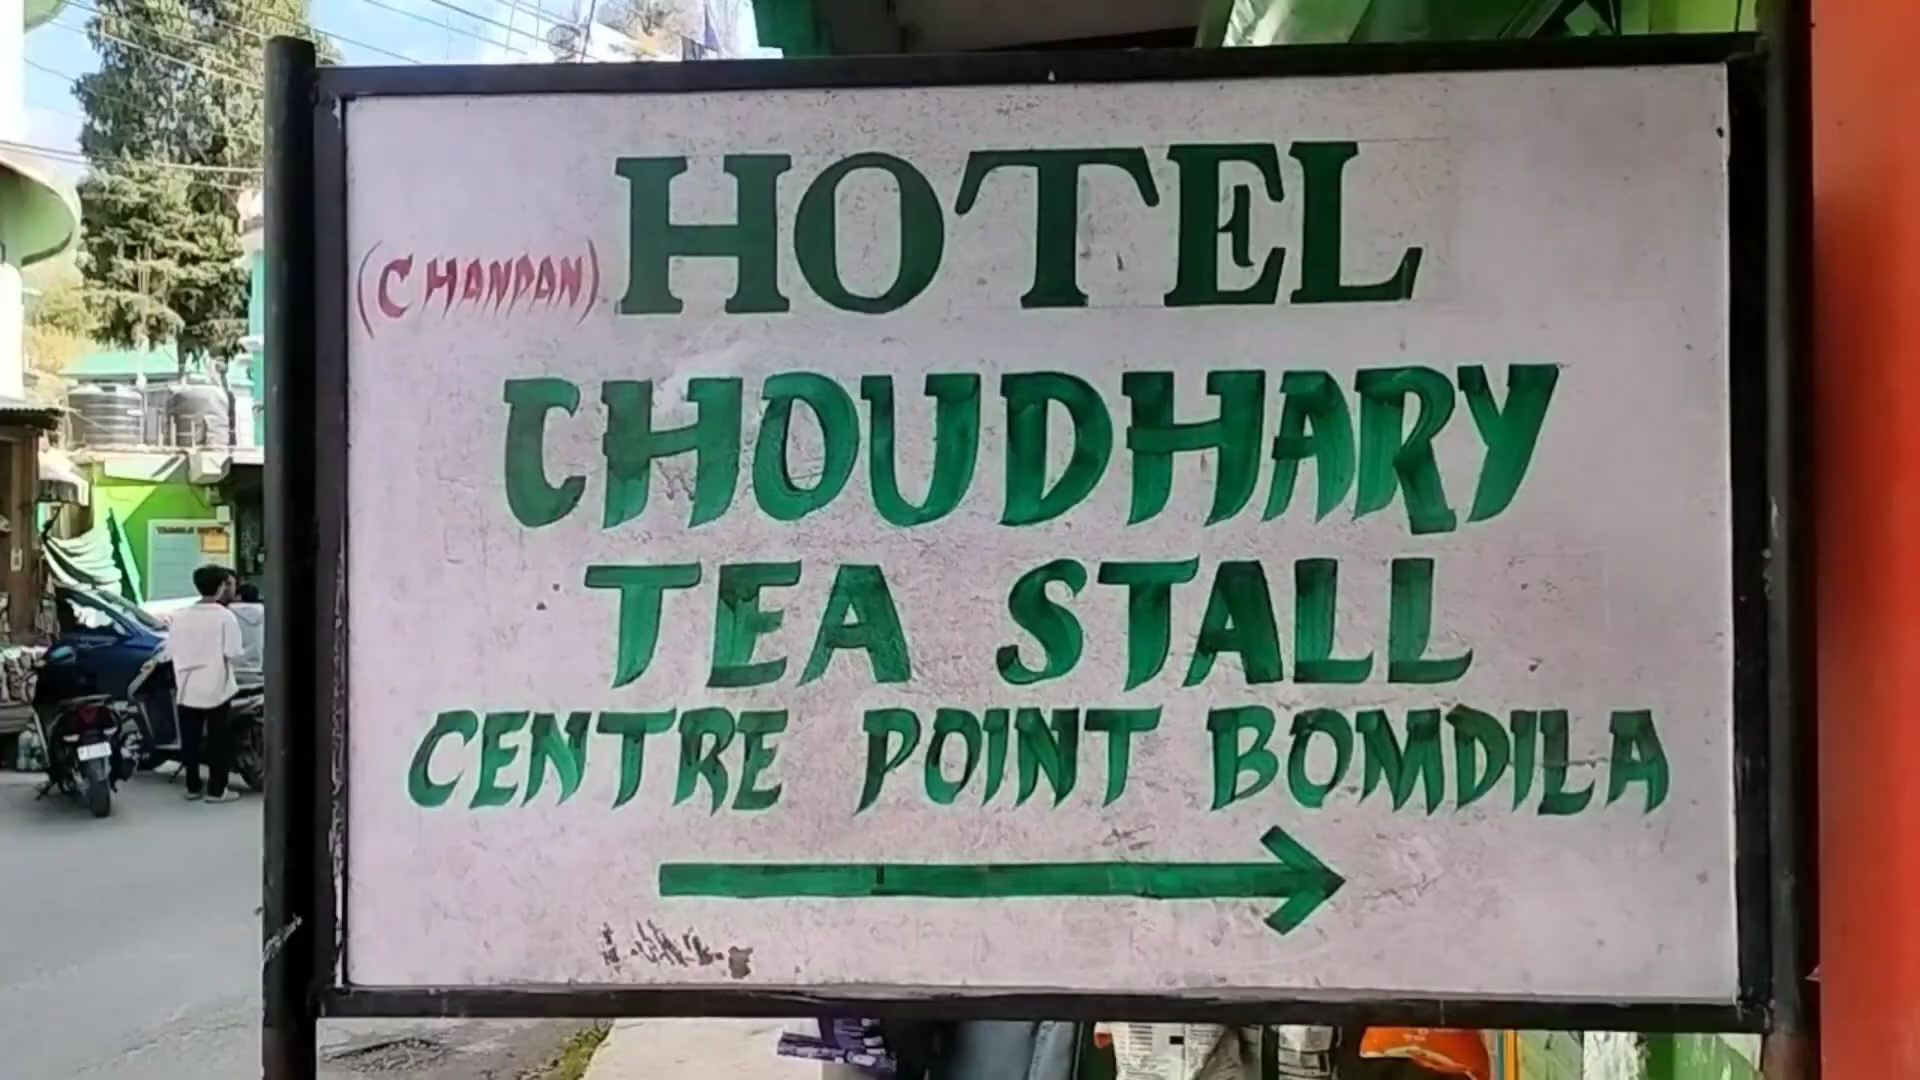 (CHANDAN) HOTEL
CHOUDHARY
TEA STALL
CENTRE POINT BOMDILA